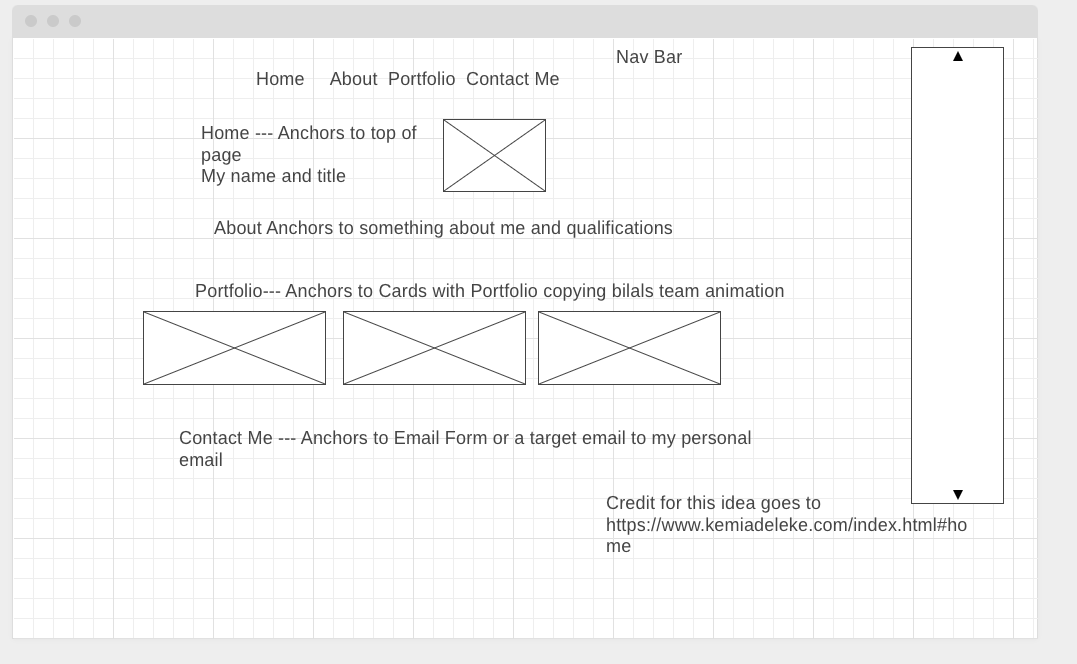 Nav Bar
Home About Portfolio Contact Me
Home --- Anchors to top of
page
My name and title
About Anchors to something about me and qualifications
Portfolio--- Anchors to Cards with Portfolio copying bilals team animation
Contact Me --- Anchors to Email Form or a target email to my personal
email
Credit for this idea goes to
https://www.kemiadeleke.com/index.html#ho
me